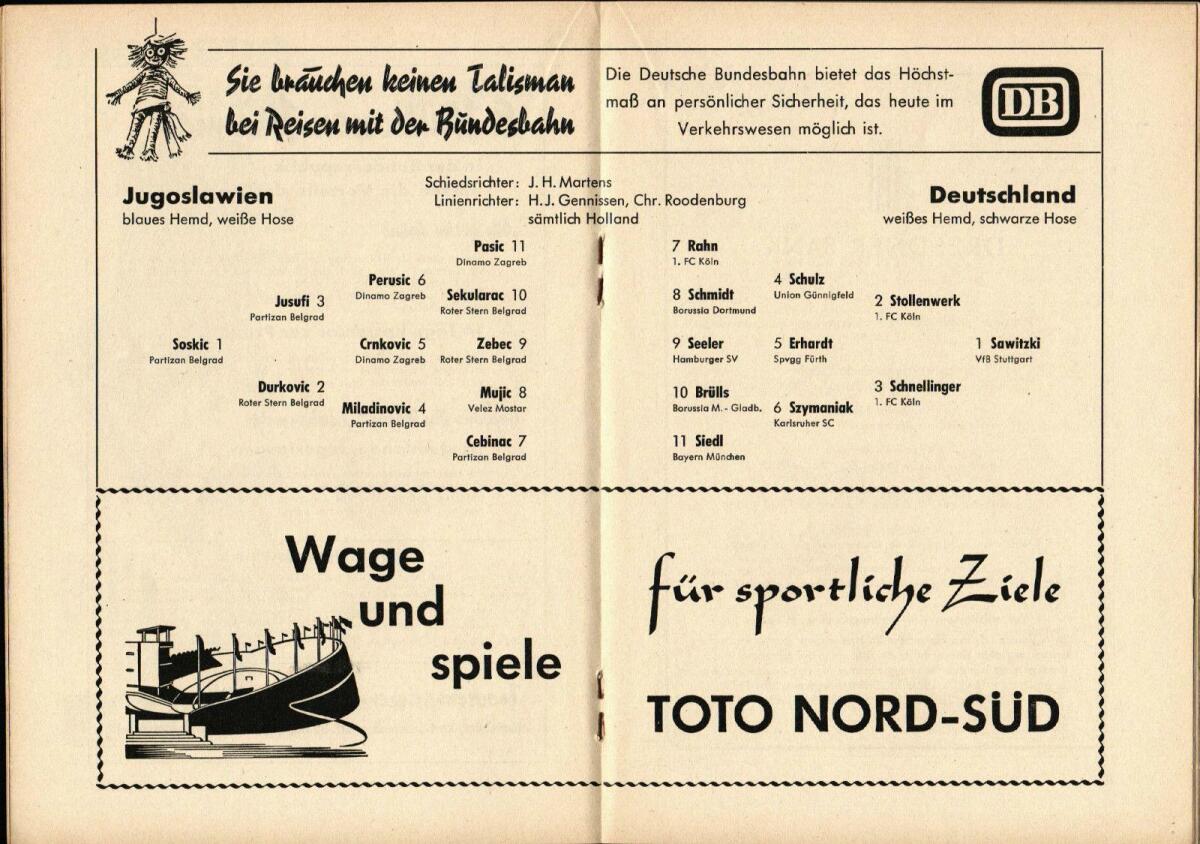 Sie brauchen keinen Talisman
bei Reisen mit der Bundesbahn
Die Deutsche Bundesbahn bietet das Höchst-
maß an persönlicher Sicherheit, das heute im
Verkehrswesen möglich ist.
DB
Jugoslawien
blaues Hemd, weiße Hose
Schiedsrichter: J. H. Martens
Linienrichter: H. J. Gennissen, Chr. Roodenburg
sämtlich Holland
Deutschland
weißes Hemd, schwarze Hose
Pasic 11
Dinamo Zagreb
Perusic 6
Dinamo Zagreb
Sekularac 10
Roter Stern Belgrad
Jusufi 3
Partizan Belgrad
Soskic 1
Partizan Belgrad
Crnkovic 5
Dinamo Zagreb
Zebec 9
Roter Stern Belgrad
Durkovic 2
Roter Stern Belgrad
Mujic 8
Velez Mostar
Miladinovic 4
Partizan Belgrad
Cebinac 7
Partizan Belgrad
7 Rahn
1. FC Köln
4 Schulz
Union Günnigfeld
8 Schmidt
Borussia Dortmund
2 Stollenwerk
1. FC Köln
9 Seeler
Hamburger SV
5 Erhardt
Spvgg Fürth
1 Sawitzki
VfB Stuttgart
3 Schnellinger
1. FC Köln
10 Brülls
Borussia M.-Gladb.
6 Szymaniak
Karlsruher SC
11 Siedl
Bayern München
Wage
und
spiele
für sportliche Ziele
TOTO NORD-SÜD